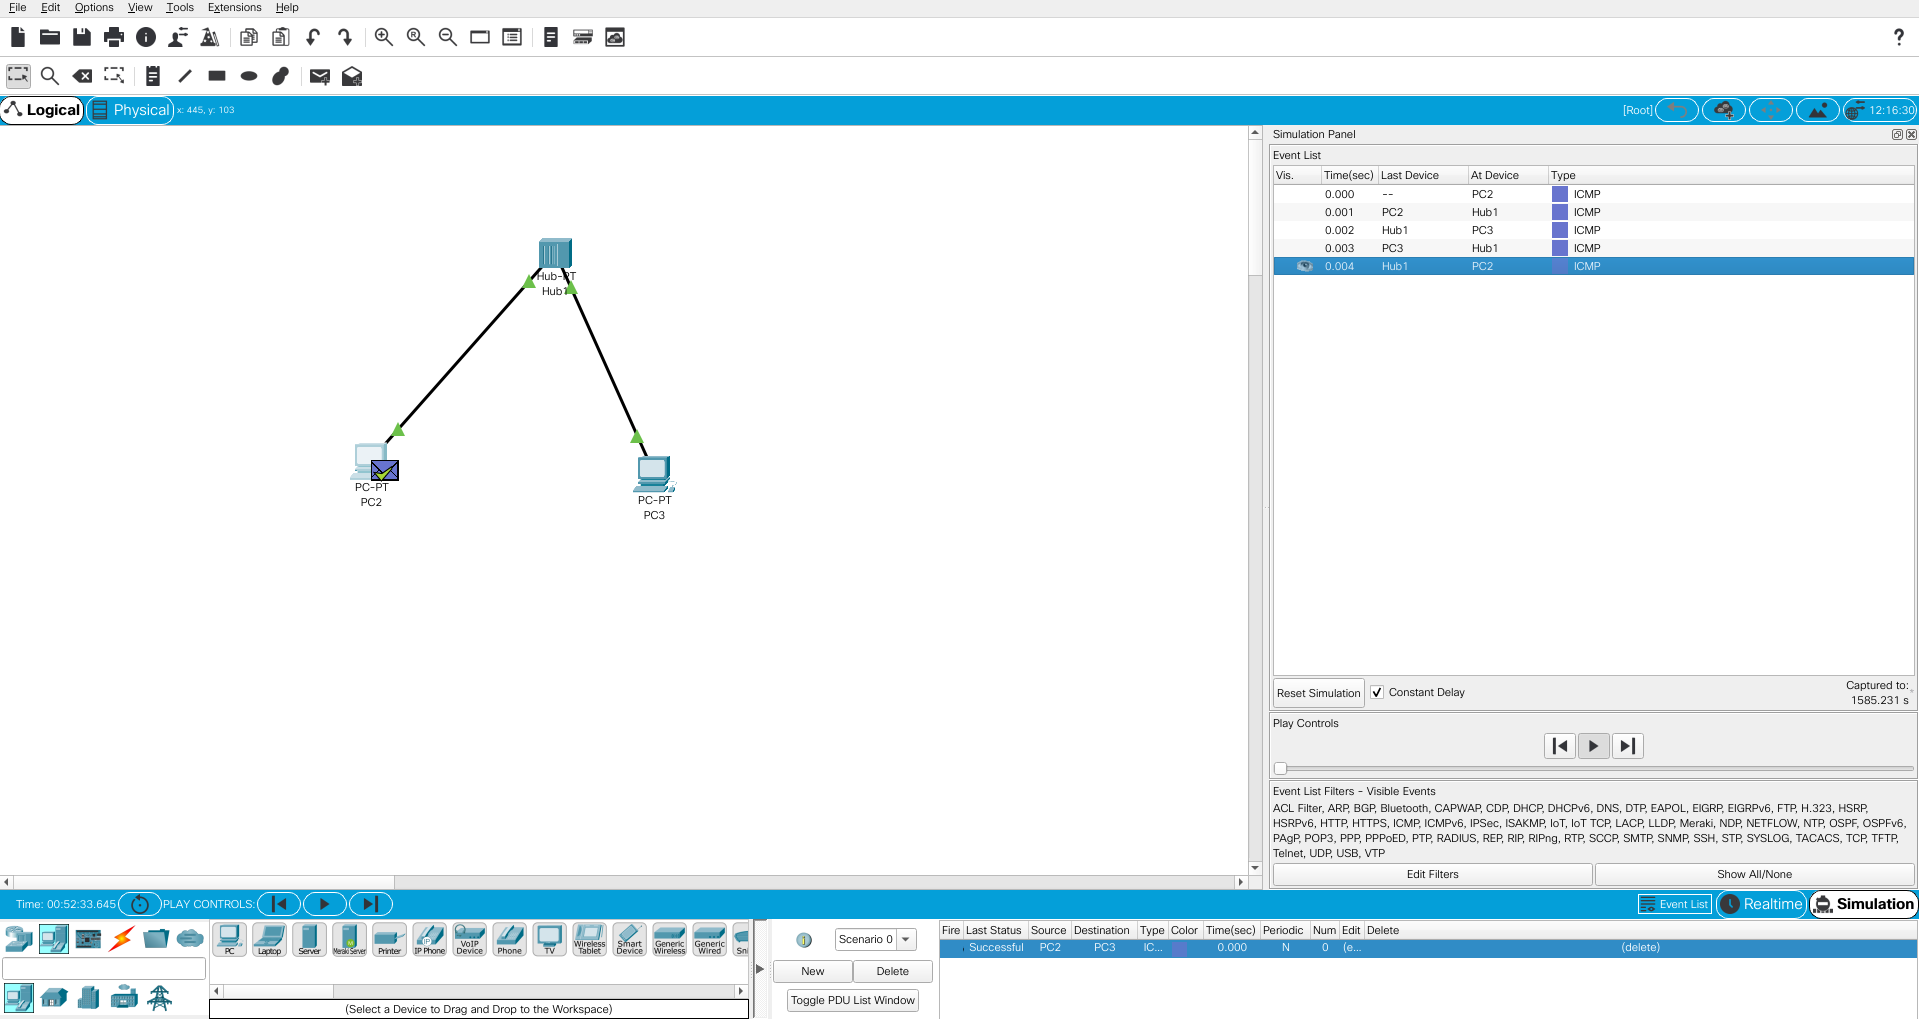 File Edit Options View Tools Extensions Help
?
Logical Physical x: 445, y: 103 [Root] 12:16:30
Simulation Panel
Event List
Vis. Time(sec) Last Device At Device Type
0.000 -- PC2 ICMP
0.001 PC2 Hub1 ICMP
0.002 Hub1 PC3 ICMP
0.003 PC3 Hub1 ICMP
0.004 Hub1 PC2 ICMP
Hub-PT
Hub1
PC-PT
PC2
PC-PT
PC3
Reset Simulation Constant Delay
Captured to:
1585.231 s
Play Controls
Event List Filters - Visible Events
ACL Filter, ARP, BGP, Bluetooth, CAPWAP, CDP, DHCP, DHCPv6, DNS, DTP, EAPOL, EIGRP, EIGRPv6, FTP, H.323, HSRP,
HSRPv6, HTTP, HTTPS, ICMP, ICMPv6, IPSec, ISAKMP, IoT, IoT TCP, LACP, LLDP, Meraki, NDP, NETFLOW, NTP, OSPF, OSPFv6,
PAgP, POP3, PPP, PPPoED, PTP, RADIUS, REP, RIP, RIPng, RTP, SCCP, SMTP, SNMP, SSH, STP, SYSLOG, TACACS, TCP, TFTP,
Telnet, UDP, USB, VTP
Edit Filters Show All/None
Time: 00:52:33.645 PLAY CONTROLS: Event List Realtime Simulation
PC Laptop Server Meraki Server Printer IP Phone VoIP Device Phone TV Wireless Tablet Smart Device Generic Wireless Generic Wired
(Select a Device to Drag and Drop to the Workspace)
Scenario 0
New Delete
Toggle PDU List Window
Fire Last Status Source Destination Type Color Time(sec) Periodic Num Edit Delete
Successful PC2 PC3 IC... 0.000 N 0 (e... (delete)